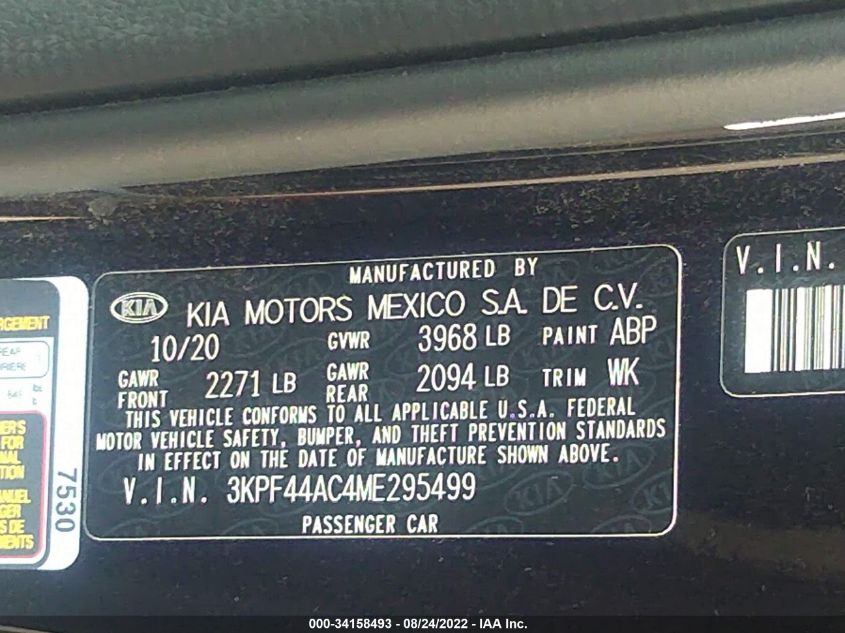 MANUFACTURED BY
KIA KIA MOTORS MEXICO S.A. DE C.V.
10/20 GVWR 3968 LB PAINT ABP
GAWR FRONT 2271 LB GAWR REAR 2094 LB TRIM WK
THIS VEHICLE CONFORMS TO ALL APPLICABLE U.S.A. FEDERAL
MOTOR VEHICLE SAFETY, BUMPER, AND THEFT PREVENTION STANDARDS
IN EFFECT ON THE DATE OF MANUFACTURE SHOWN ABOVE.
V.I.N. 3KPF44AC4ME295499
PASSENGER CAR
V.I.N.
7530
000-34158493 - 08/24/2022 - IAA Inc.